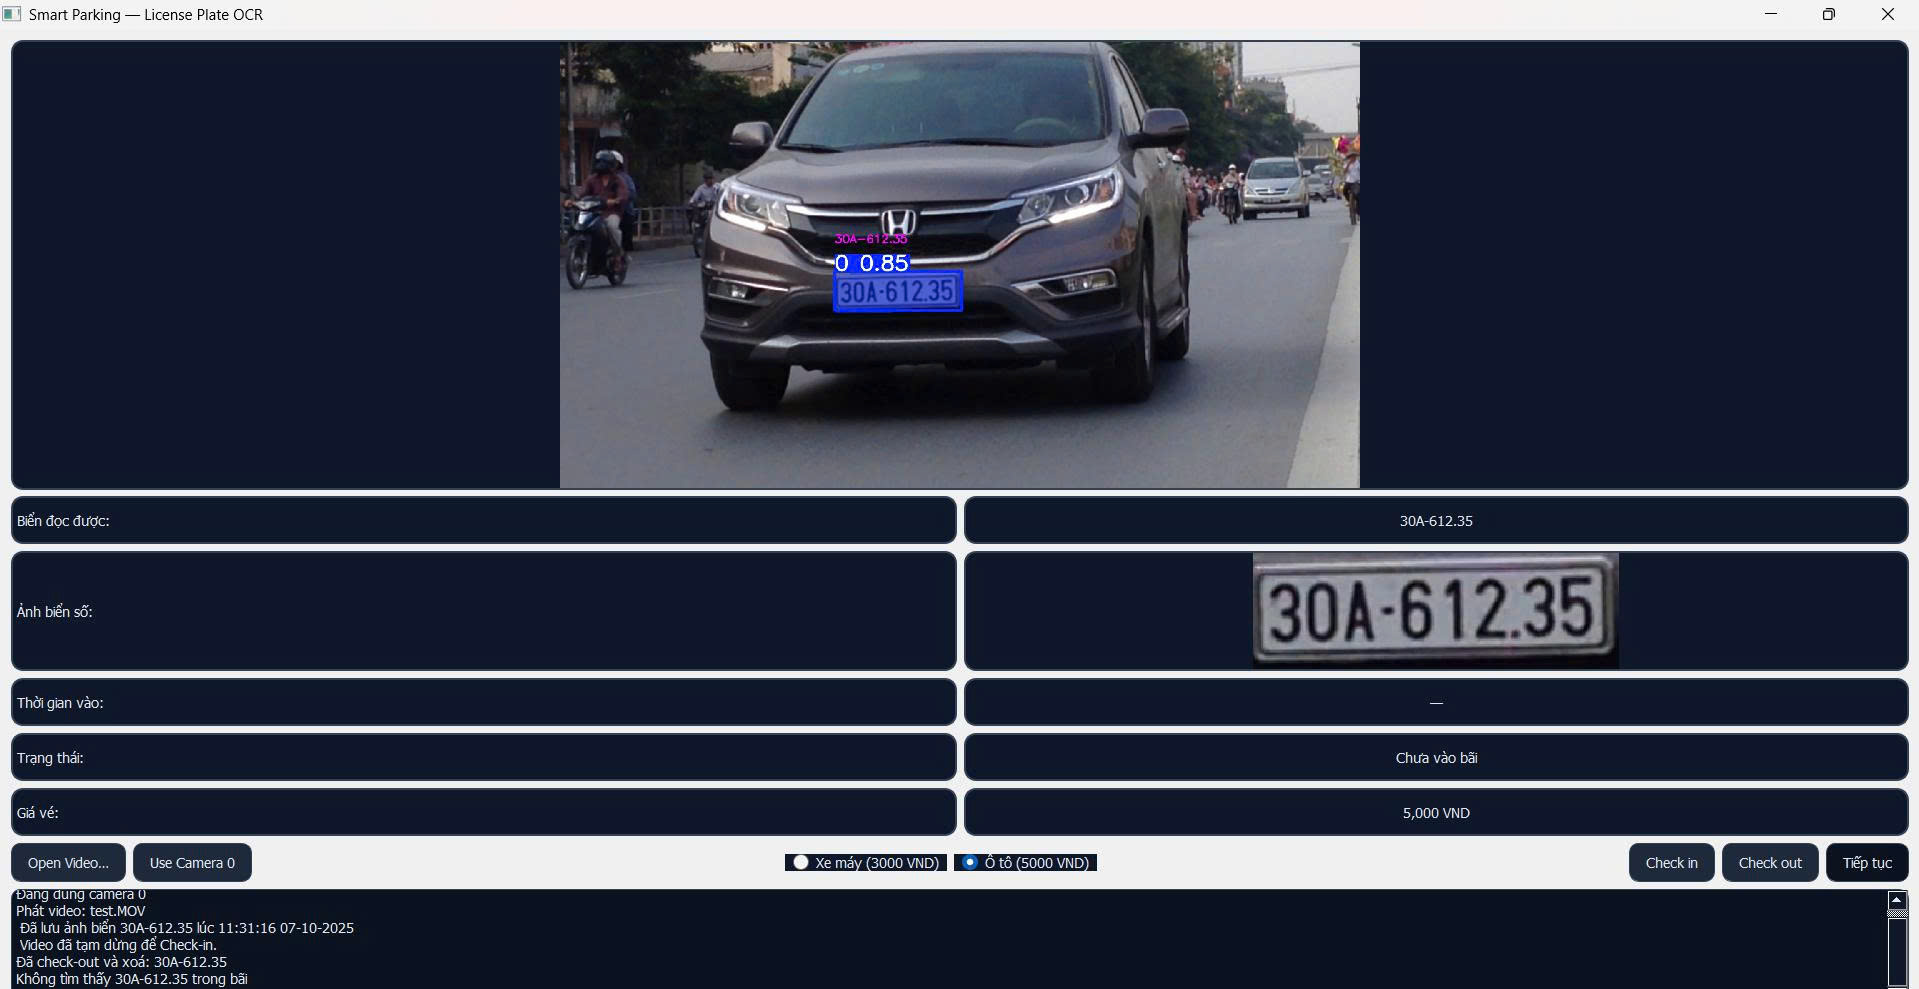 Smart Parking — License Plate OCR
30A-612.35
0 0.85
30A-612.35
Biển đọc được:
30A-612.35
Ảnh biển số:
30A-612.35
Thời gian vào:
—
Trạng thái:
Chưa vào bãi
Giá vé:
5,000 VND
Open Video...
Use Camera 0
Xe máy (3000 VND)
Ô tô (5000 VND)
Check in
Check out
Tiếp tục
Đang dùng camera 0
Phát video: test.MOV
Đã lưu ảnh biển 30A-612.35 lúc 11:31:16 07-10-2025
Video đã tạm dừng để Check-in.
Đã check-out và xoá: 30A-612.35
Không tìm thấy 30A-612.35 trong bãi